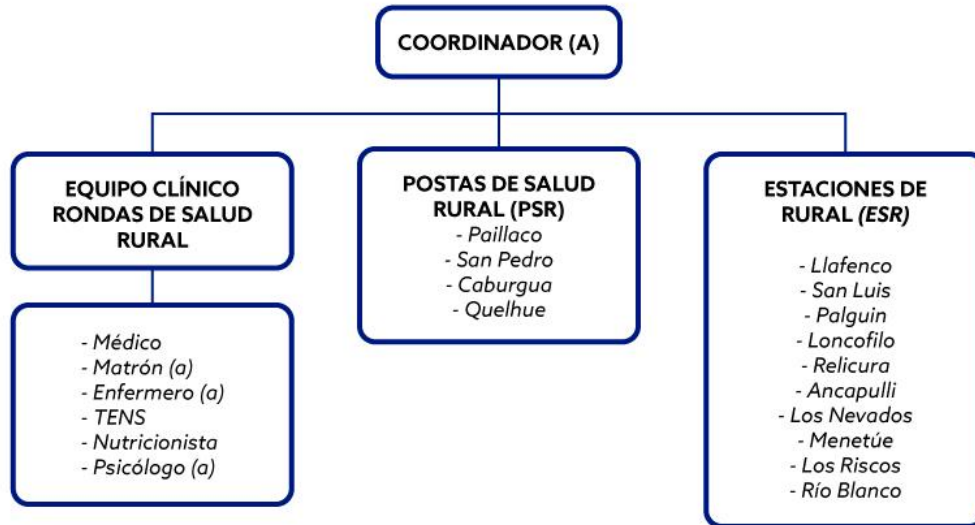 COORDINADOR (A)
EQUIPO CLÍNICO
RONDAS DE SALUD
RURAL
- Médico
- Matrón (a)
- Enfermero (a)
- TENS
- Nutricionista
- Psicólogo (a)
POSTAS DE SALUD
RURAL (PSR)
- Paillaco
- San Pedro
- Caburgua
- Quelhue
ESTACIONES DE
RURAL (ESR)
- Llafenco
- San Luis
- Palguin
- Loncofilo
- Relicura
- Ancapulli
- Los Nevados
- Menetúe
- Los Riscos
- Río Blanco